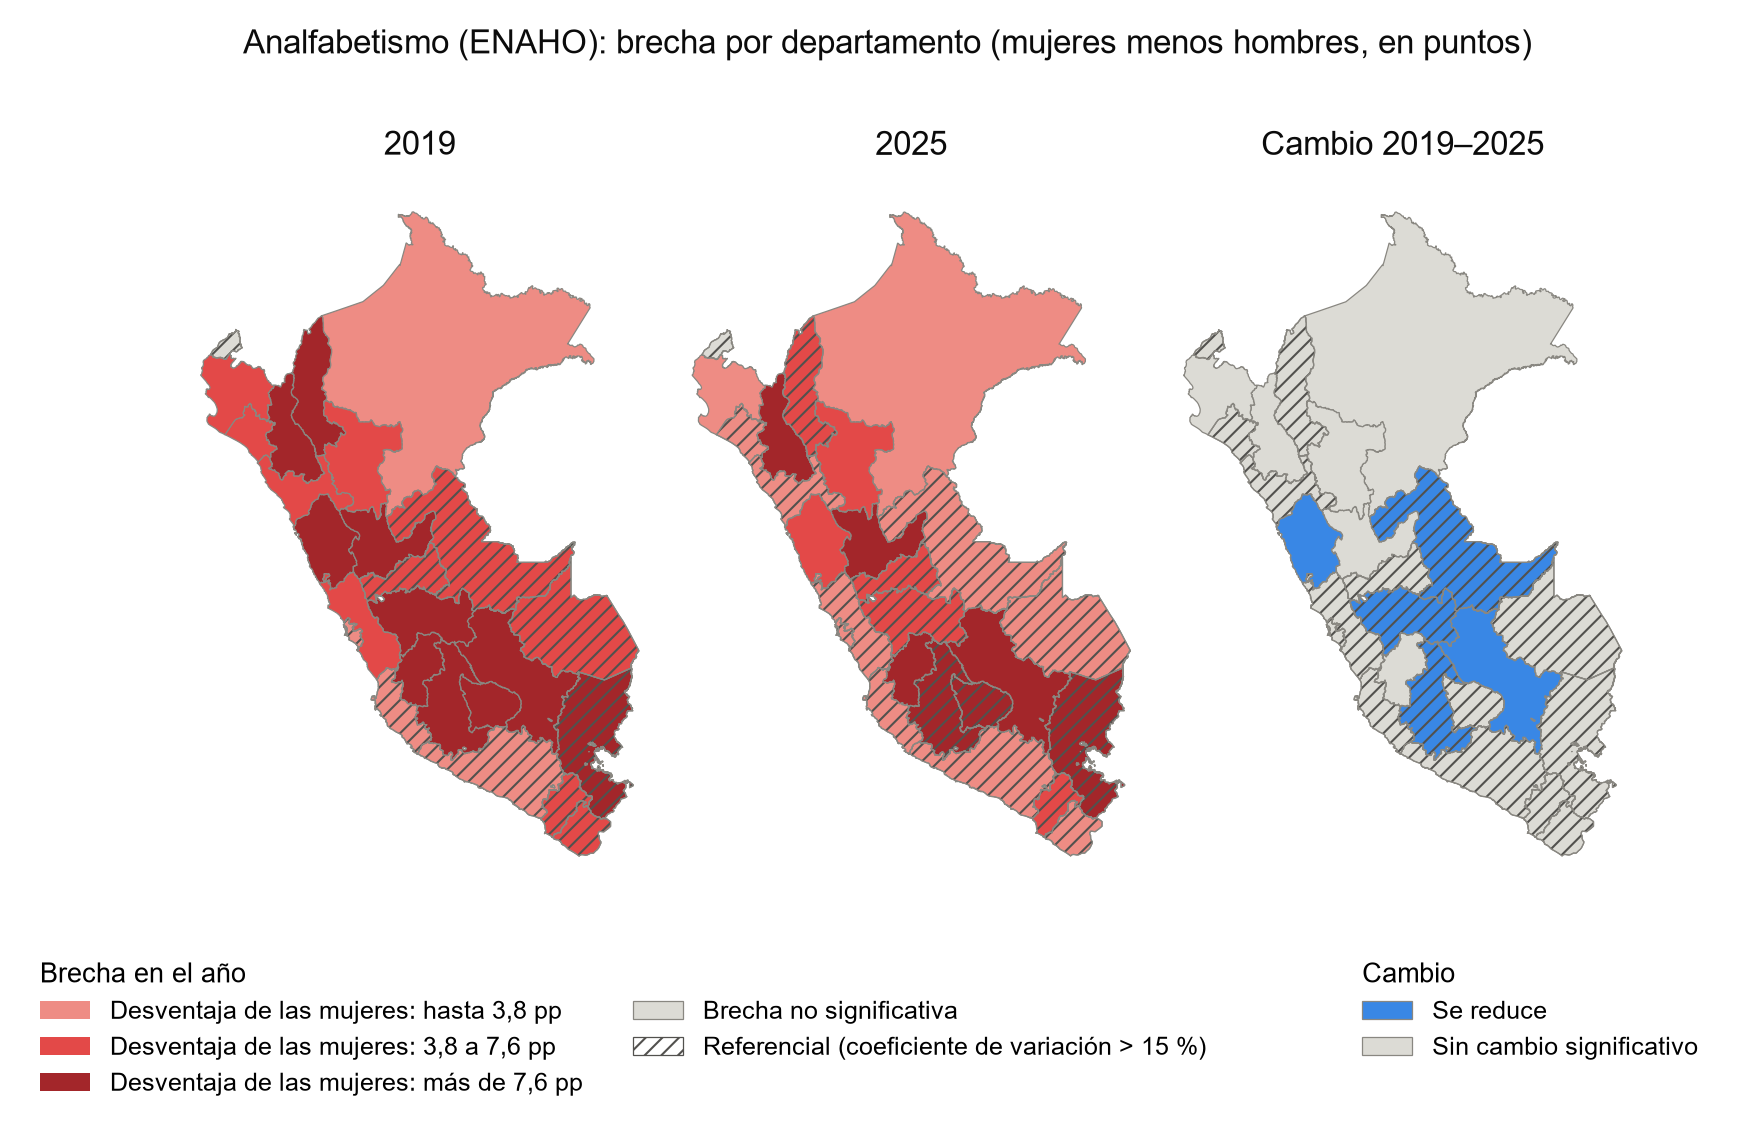 Analfabetismo (ENAHO): brecha por departamento (mujeres menos hombres, en puntos)
2019
2025
Cambio 2019–2025
Brecha en el año
Desventaja de las mujeres: hasta 3,8 pp
Desventaja de las mujeres: 3,8 a 7,6 pp
Desventaja de las mujeres: más de 7,6 pp
Brecha no significativa
Referencial (coeficiente de variación > 15 %)
Cambio
Se reduce
Sin cambio significativo